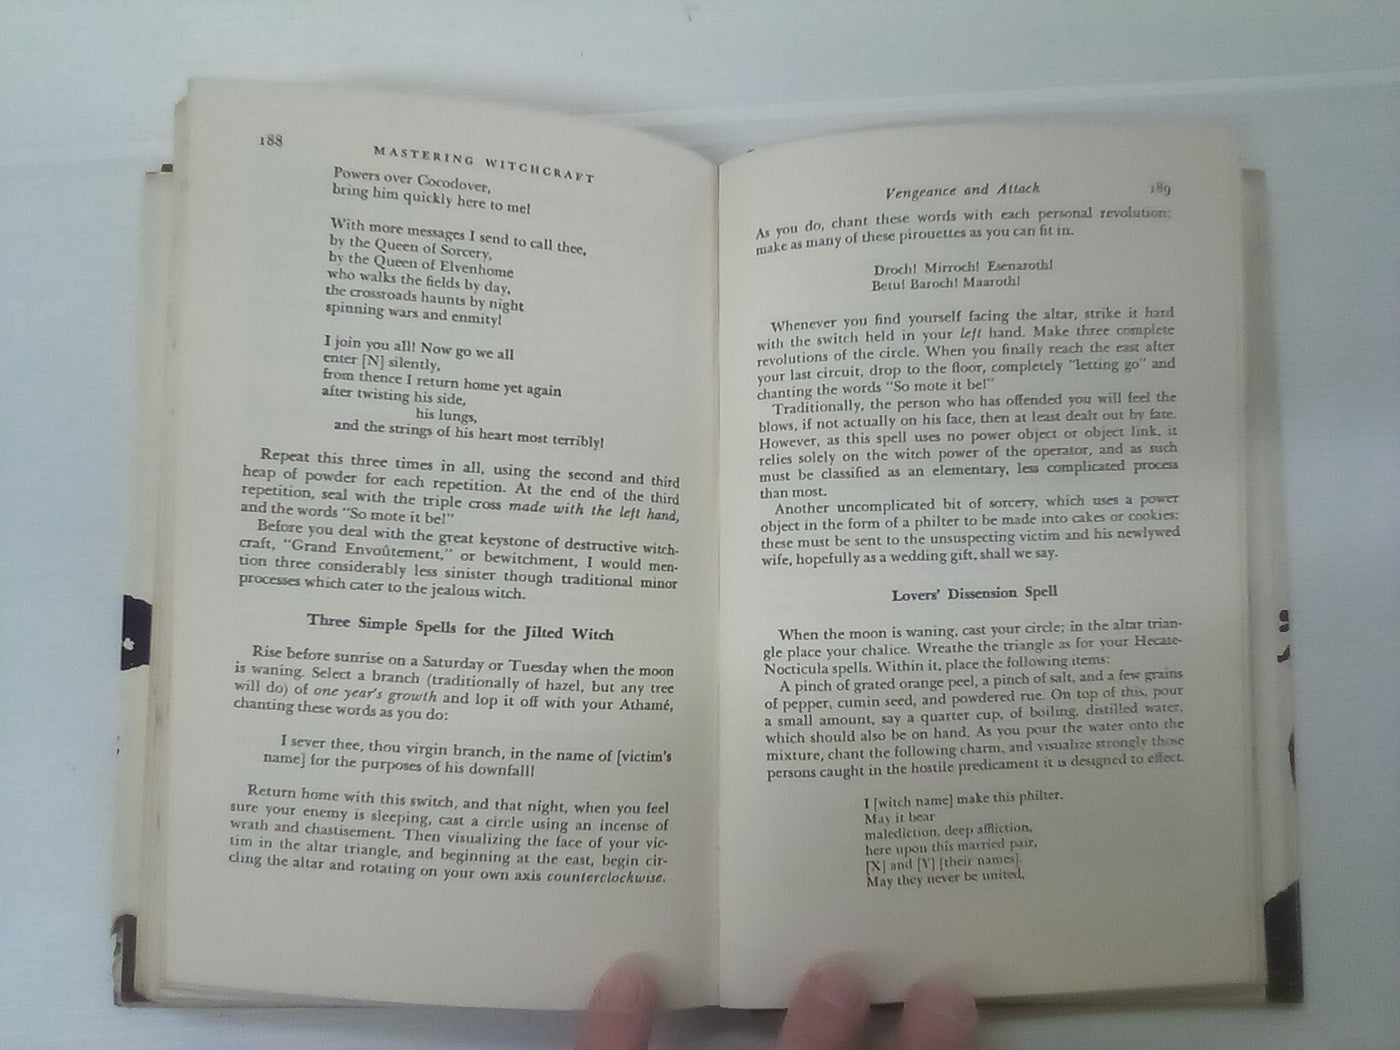 188
MASTERING WITCHCRAFT
Powers over Cocodover,
bring him quickly here to me!
With more messages I send to call thee,
by the Queen of Sorcery,
by the Queen of Elvenhome
who walks the fields by day,
the crossroads haunts by night
spinning wars and enmity!
I join you all! Now go we all
enter [N] silently,
from thence I return home yet again
after twisting his side,
his lungs,
and the strings of his heart most terribly!
Repeat this three times in all, using the second and third
heap of powder for each repetition. At the end of the third
repetition, seal with the triple cross made with the left hand,
and the words "So mote it be!"
Before you deal with the great keystone of destructive witch-
craft, "Grand Envoûtement," or bewitchment, I would men-
tion three considerably less sinister though traditional minor
processes which cater to the jealous witch.
Three Simple Spells for the Jilted Witch
Rise before sunrise on a Saturday or Tuesday when the moon
is waning. Select a branch (traditionally of hazel, but any tree
will do) of one year's growth and lop it off with your Athamé,
chanting these words as you do:
I sever thee, thou virgin branch, in the name of [victim's
name] for the purposes of his downfall!
Return home with this switch, and that night, when you feel
sure your enemy is sleeping, cast a circle using an incense of
wrath and chastisement. Then visualizing the face of your vic-
tim in the altar triangle, and beginning at the east, begin cir-
cling the altar and rotating on your own axis counterclockwise.
Vengeance and Attack
189
As you do, chant these words with each personal revolution;
make as many of these pirouettes as you can fit in.
Droch! Mirroch! Esenaroth!
Betu! Baroch! Maaroth!
Whenever you find yourself facing the altar, strike it hard
with the switch held in your left hand. Make three complete
revolutions of the circle. When you finally reach the east after
your last circuit, drop to the floor, completely "letting go" and
chanting the words "So mote it be!"
Traditionally, the person who has offended you will feel the
blows, if not actually on his face, then at least dealt out by fate.
However, as this spell uses no power object or object link, it
relies solely on the witch power of the operator, and as such
must be classified as an elementary, less complicated process
than most.
Another uncomplicated bit of sorcery, which uses a power
object in the form of a philter to be made into cakes or cookies;
these must be sent to the unsuspecting victim and his newlywed
wife, hopefully as a wedding gift, shall we say.
Lovers' Dissension Spell
When the moon is waning, cast your circle; in the altar trian-
gle place your chalice. Wreathe the triangle as for your Hecate-
Nocticula spells. Within it, place the following items:
A pinch of grated orange peel, a pinch of salt, and a few grains
of pepper, cumin seed, and powdered rue. On top of this, pour
a small amount, say a quarter cup, of boiling, distilled water,
which should also be on hand. As you pour the water onto the
mixture, chant the following charm, and visualize strongly those
persons caught in the hostile predicament it is designed to effect.
I [witch name] make this philter.
May it bear
malediction, deep affliction,
here upon this married pair,
[X] and [Y] [their names].
May they never be united,